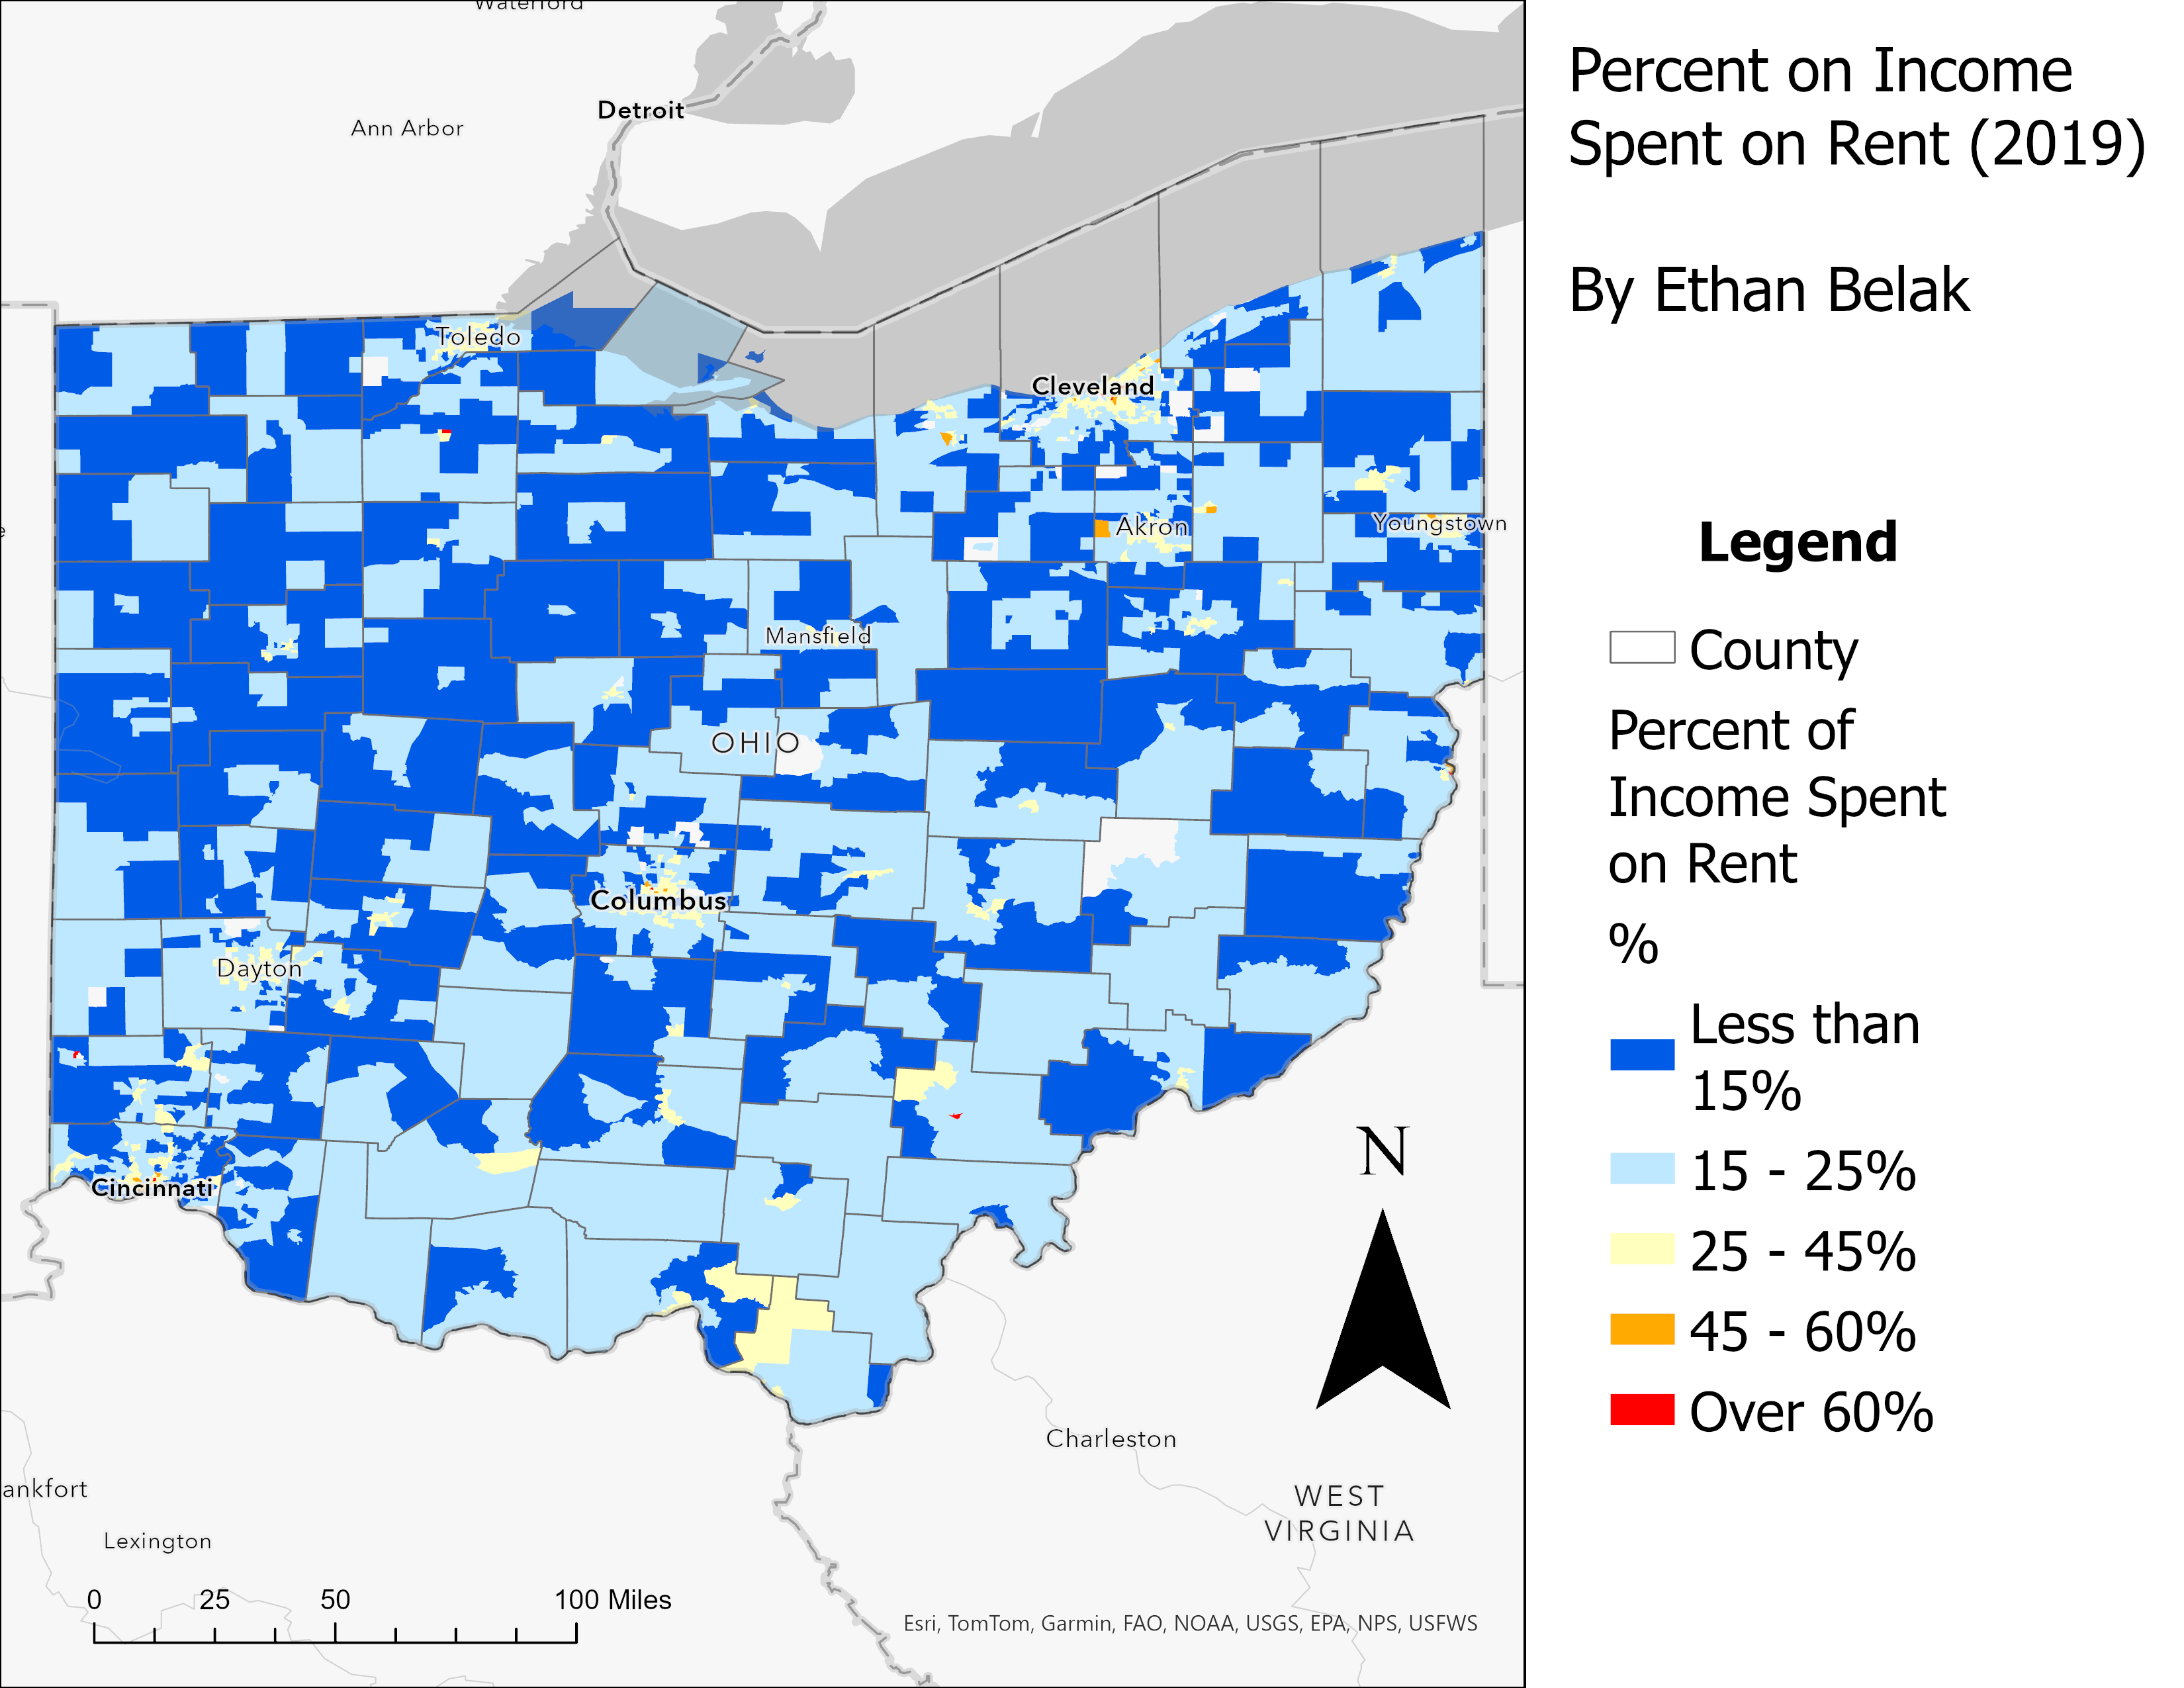 Percent on Income
Spent on Rent (2019)
By Ethan Belak
Legend
County
Percent of
Income Spent
on Rent
%
Less than
15%
15 - 25%
25 - 45%
45 - 60%
Over 60%
Waterford
Detroit
Ann Arbor
Toledo
Cleveland
Akron
Youngstown
Mansfield
OHIO
Columbus
Dayton
Cincinnati
N
Charleston
WEST
VIRGINIA
ankfort
Lexington
0 25 50 100 Miles
Esri, TomTom, Garmin, FAO, NOAA, USGS, EPA, NPS, USFWS